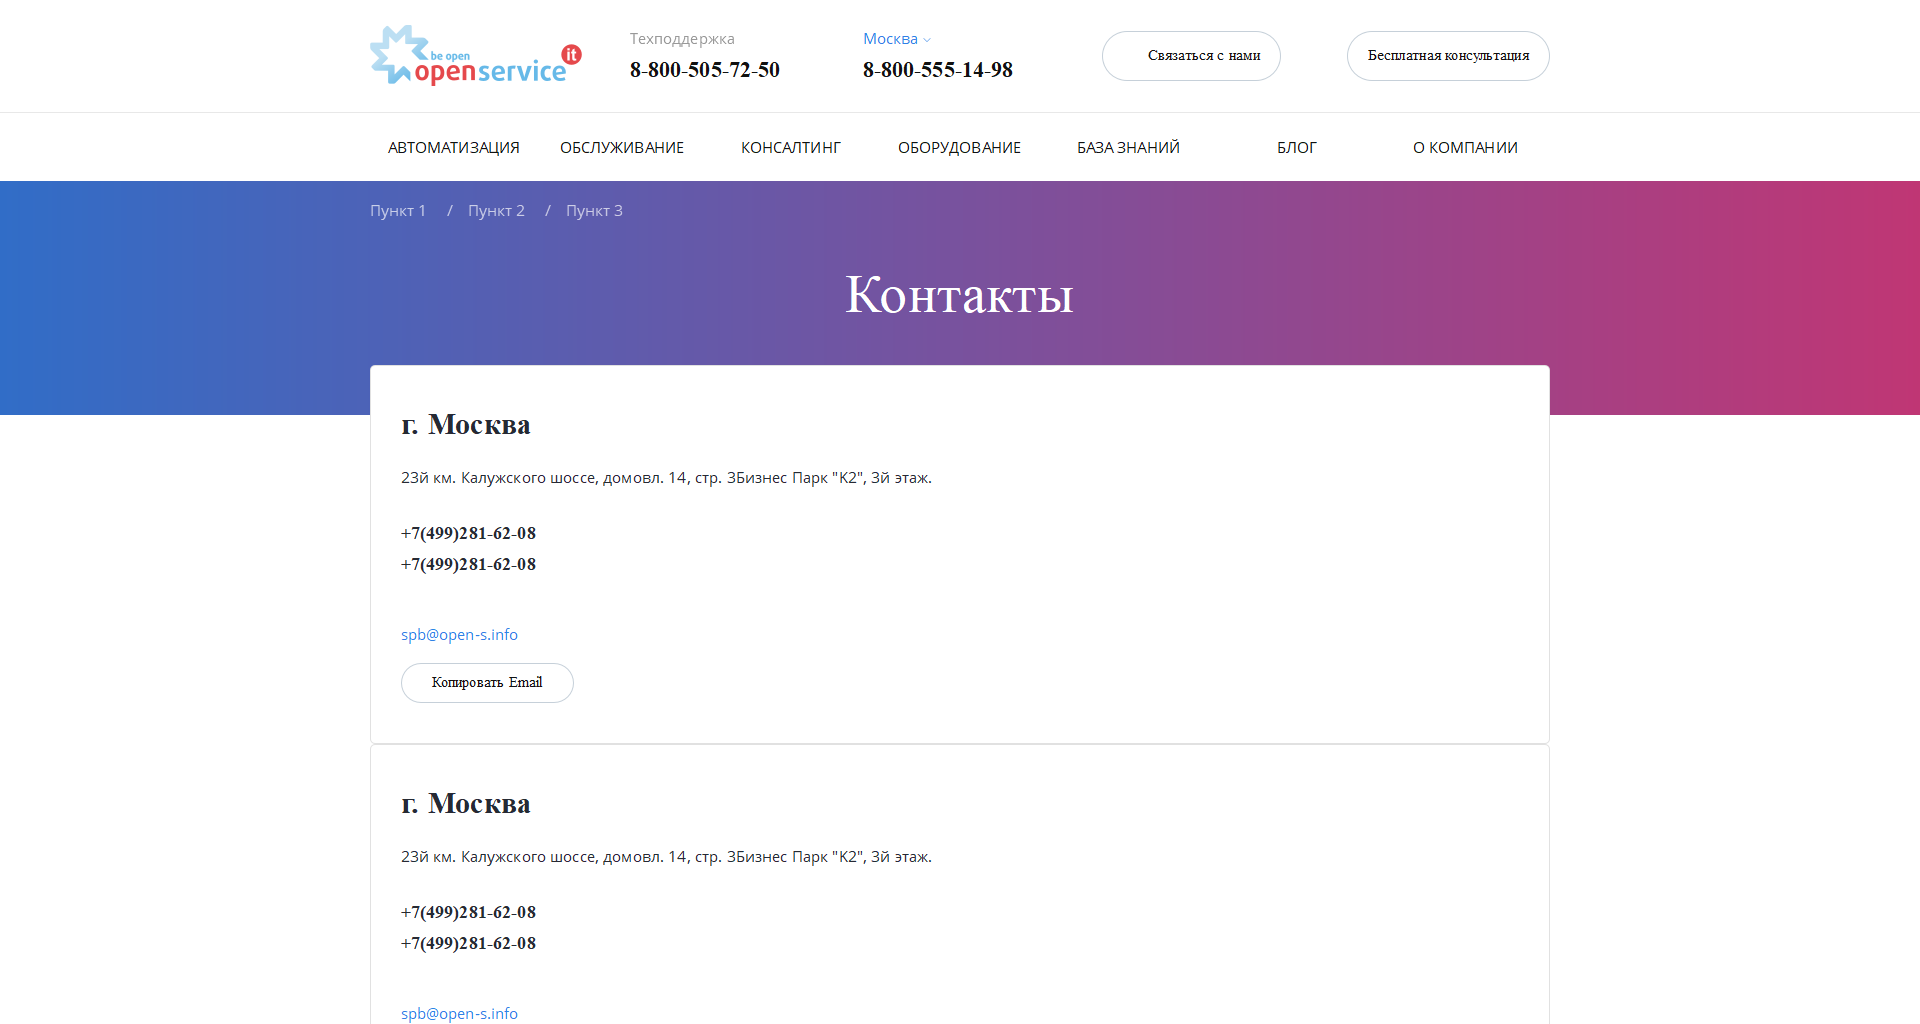 be open
openservice it
Техподдержка
8-800-505-72-50
Москва
8-800-555-14-98
Связаться с нами
Бесплатная консультация
АВТОМАТИЗАЦИЯ ОБСЛУЖИВАНИЕ КОНСАЛТИНГ ОБОРУДОВАНИЕ БАЗА ЗНАНИЙ БЛОГ О КОМПАНИИ
Пункт 1 / Пункт 2 / Пункт 3
Контакты
г. Москва
23й км. Калужского шоссе, домовл. 14, стр. 3Бизнес Парк "К2", 3й этаж.
+7(499)281-62-08
+7(499)281-62-08
spb@open-s.info
Копировать Email
г. Москва
23й км. Калужского шоссе, домовл. 14, стр. 3Бизнес Парк "К2", 3й этаж.
+7(499)281-62-08
+7(499)281-62-08
spb@open-s.info